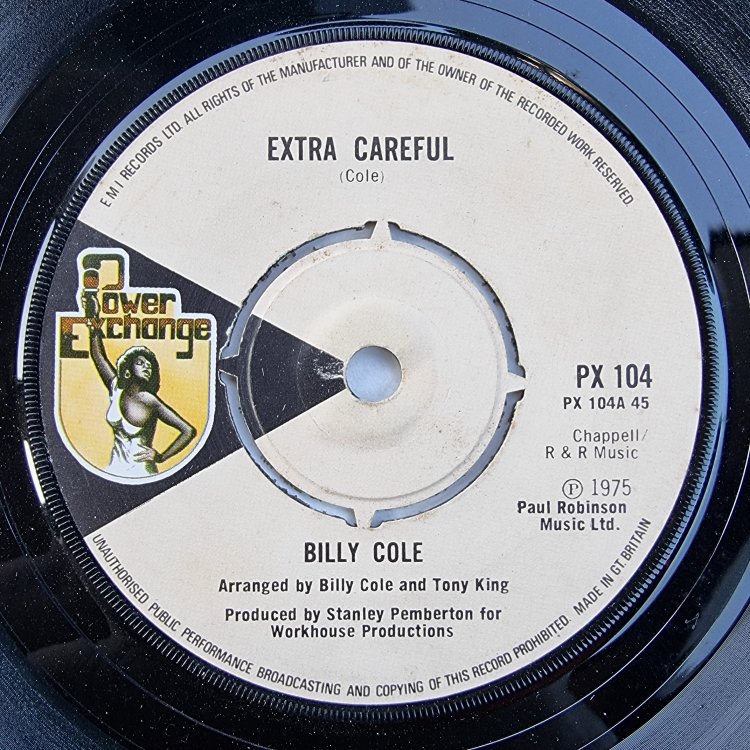 E M I RECORDS LTD. ALL RIGHTS OF THE MANUFACTURER AND OF THE OWNER OF THE RECORDED WORK RESERVED.
EXTRA CAREFUL
(Cole)
Power
Exchange
PX 104
PX 104A 45
Chappell/
R & R Music
℗ 1975
Paul Robinson
Music Ltd.
BILLY COLE
Arranged by Billy Cole and Tony King
Produced by Stanley Pemberton for
Workhouse Productions
UNAUTHORISED PUBLIC PERFORMANCE BROADCASTING AND COPYING OF THIS RECORD PROHIBITED. MADE IN GT. BRITAIN